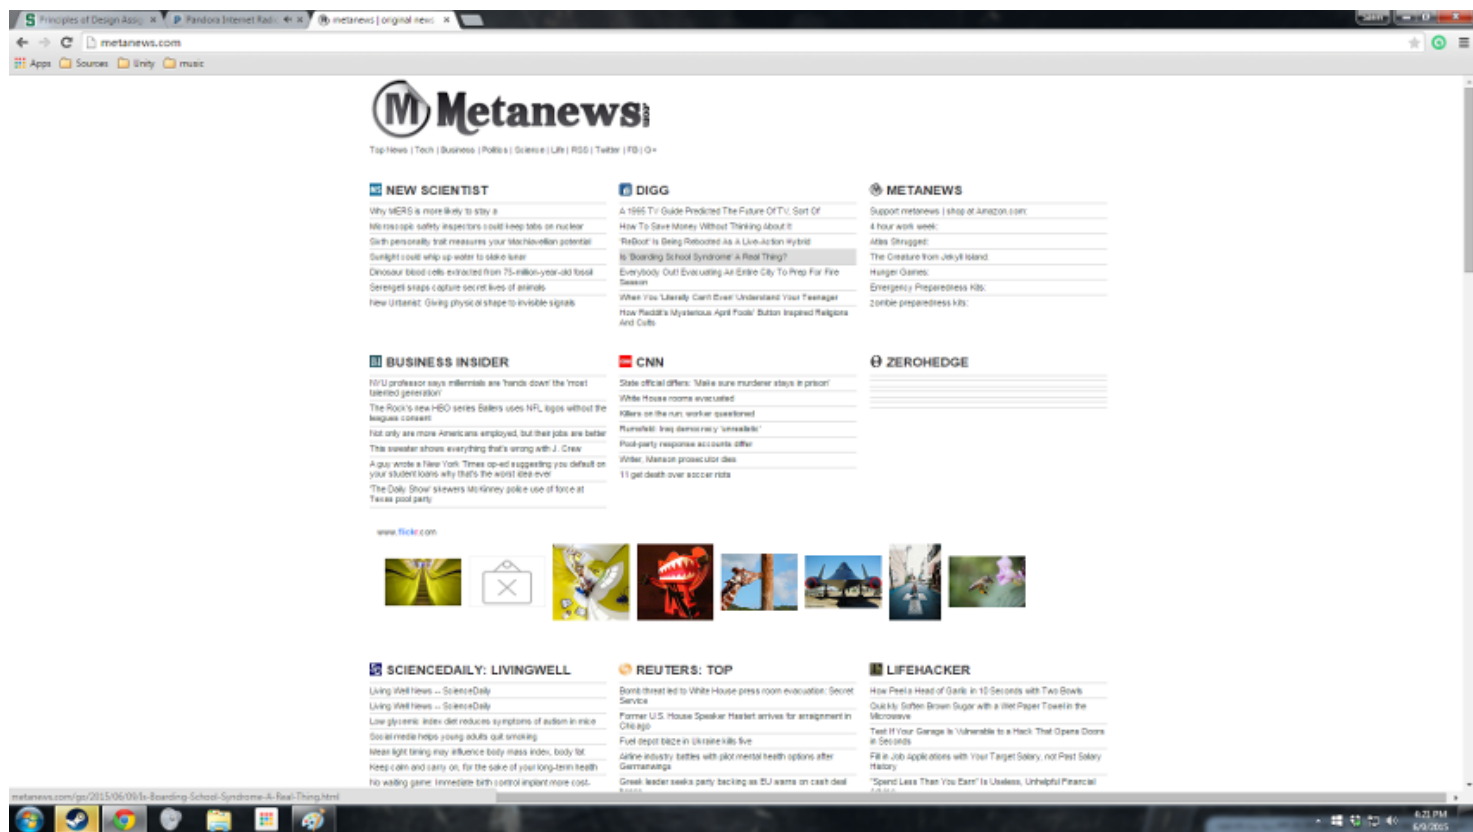 Principles of Design Assig
Pandora Internet Radio
metanews | original news
metanews.com
Apps Sources Unity music
Metanews.com
Top News | Tech | Business | Politics | Science | Life | RSS | Twitter | FB | G+
NEW SCIENTIST
Why MERS is more likely to stay a
Microscopic safety inspectors could keep tabs on nuclear
Sixth personality trait measures your Machiavellian potential
Sunlight could whip up water to slake lunar
Dinosaur blood cells extracted from 75-million-year-old fossil
Serengeti snaps capture secret lives of animals
New Urbanist: Giving physical shape to invisible signals
DIGG
A 1995 TV Guide Predicted The Future Of TV, Sort Of
How To Save Money Without Thinking About It
'ReBoot' Is Being Rebooted As A Live-Action Hybrid
Is 'Boarding School Syndrome' A Real Thing?
Everybody Out! Evacuating An Entire City To Prep For Fire
Season
When You 'Literally Can't Even' Understand Your Teenager
How Reddit's Mysterious April Fools' Button Inspired Religions
And Cults
METANEWS
Support metanews | shop at Amazon.com:
4 hour work week:
Atlas Shrugged:
The Creature from Jekyll Island:
Hunger Games:
Emergency Preparedness Kits:
zombie preparedness kits:
BUSINESS INSIDER
NYU professor says millennials are 'hands down' the 'most
talented generation'
The Rock's new HBO series Ballers uses NFL logos without the
leagues consent
Not only are more Americans employed, but their jobs are better
This sweater shows everything that's wrong with J. Crew
A guy wrote a New York Times op-ed suggesting you default on
your student loans why that's the worst idea ever
'The Daily Show' skewers McKinney police use of force at
Texas pool party
CNN
State official differs: 'Make sure murderer stays in prison'
White House rooms evacuated
Killers on the run; worker questioned
Rumsfeld: Iraq democracy 'unrealistic'
Pool-party response accounts differ
Writer, Manson prosecutor dies
11 get death over soccer riots
ZEROHEDGE
www.flickr.com
SCIENCEDAILY: LIVINGWELL
Living Well News -- ScienceDaily
Living Well News -- ScienceDaily
Low glycemic index diet reduces symptoms of autism in mice
Social media helps young adults quit smoking
Mean light timing may influence body mass index, body fat
Keep calm and carry on, for the sake of your long-term health
No waiting game: Immediate birth control implant more cost-
REUTERS: TOP
Bomb threat led to White House press room evacuation: Secret
Service
Former U.S. House Speaker Hastert arrives for arraignment in
Chicago
Fuel depot blaze in Ukraine kills five
Airline industry battles with pilot mental health options after
Germanwings
Greek leader seeks party backing as EU warns on cash deal
LIFEHACKER
How Peel a Head of Garlic in 10 Seconds with Two Bowls
Quickly Soften Brown Sugar with a Wet Paper Towel in the
Microwave
Test If Your Garage Is Vulnerable to a Hack That Opens Doors
in Seconds
Fill in Job Applications with Your Target Salary, not Past Salary
History
"Spend Less Than You Earn" Is Useless, Unhelpful Financial
metanews.com/go/2015/06/09/Is-Boarding-School-Syndrome-A-Real-Thing.html
6:21 PM
6/9/2015